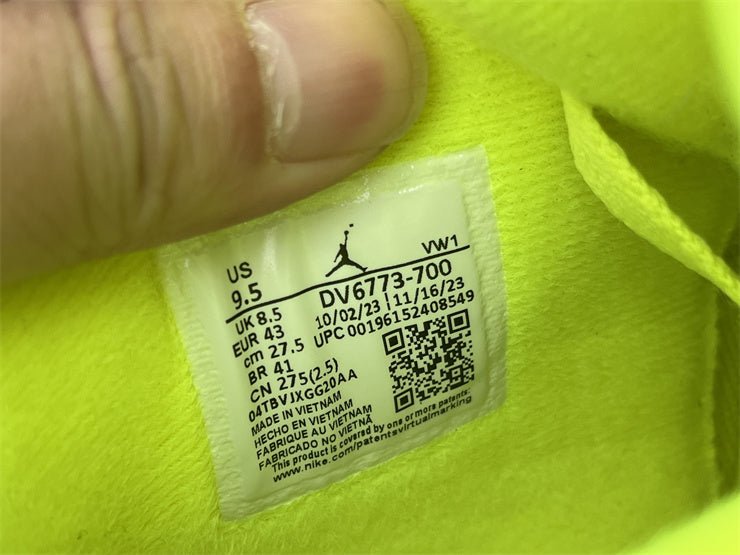 US
9.5
VW1
DV6773-700
UK 8.5
10/02/23 | 11/16/23
EUR 43
UPC 00196152408549
cm 27.5
BR 41
CN 275(2.5)
04TBVJXGG20AA
MADE IN VIETNAM
HECHO EN VIETNAM
FABRIQUE AU VIETNAM
FABRICADO NO VIETNÃ
This product is covered by one or more patents:
www.nike.com/patentsvirtualmarking